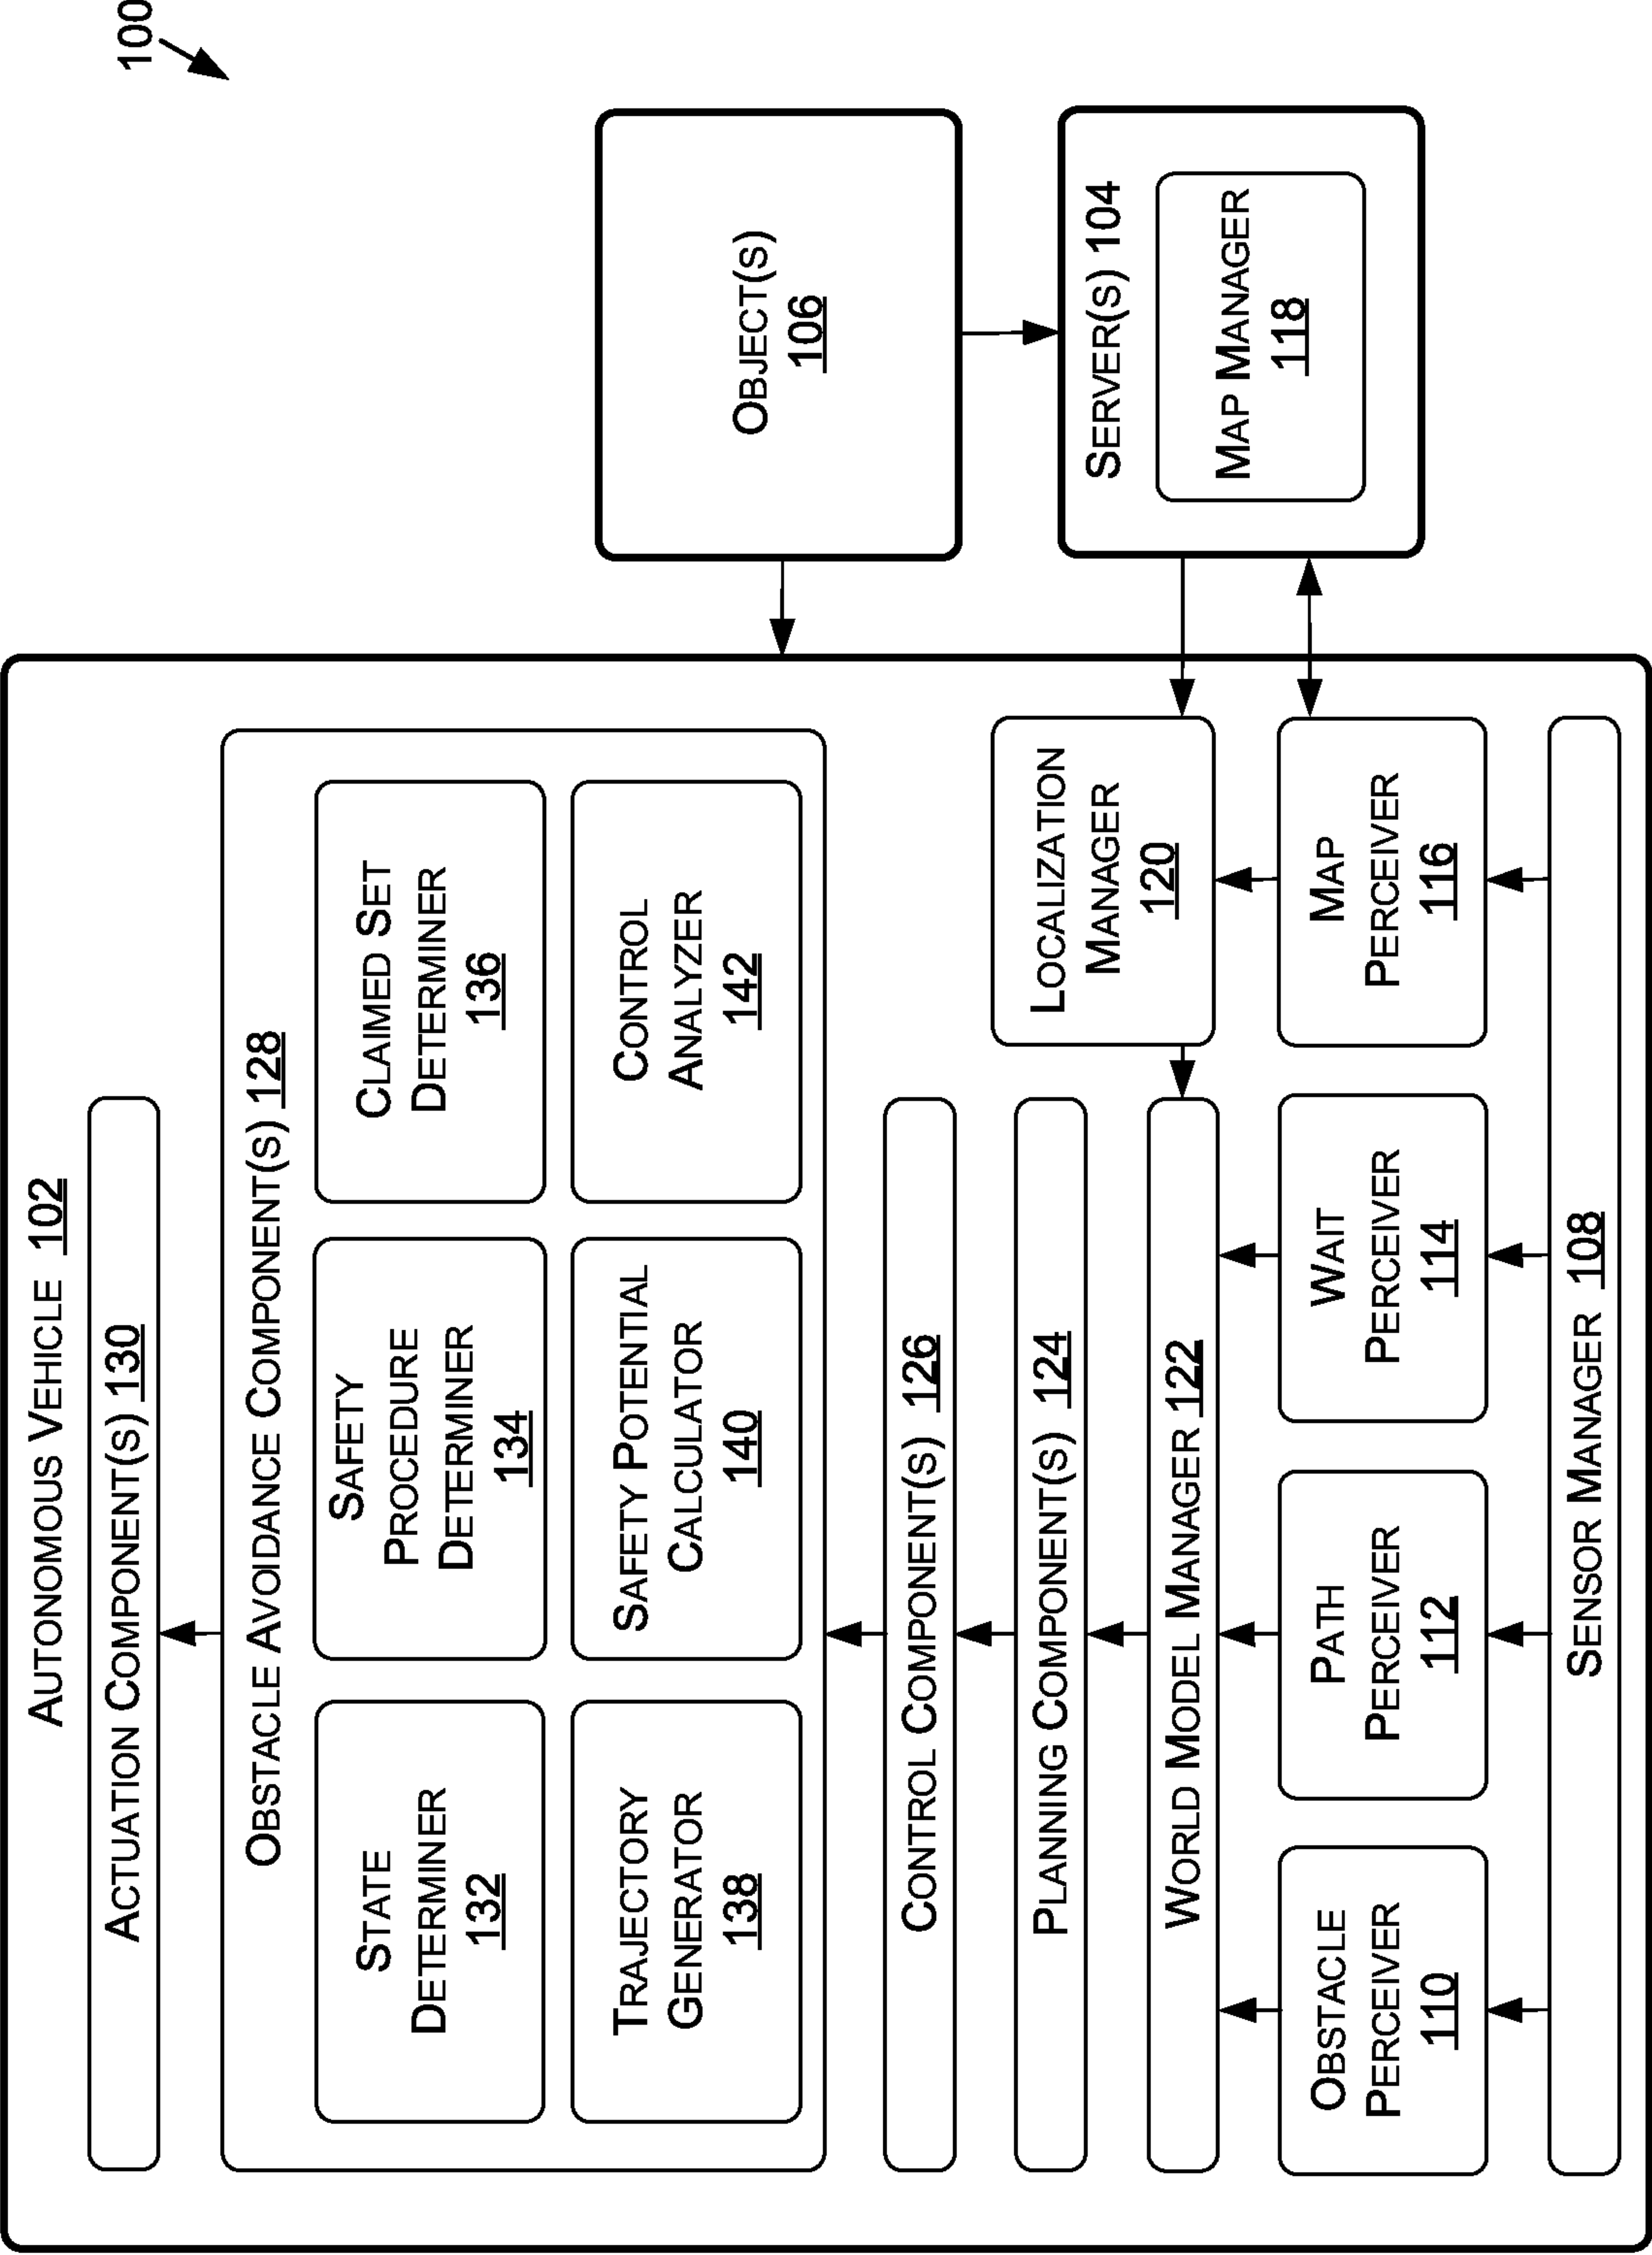 100
AUTONOMOUS VEHICLE 102
ACTUATION COMPONENT(S) 130
OBSTACLE AVOIDANCE COMPONENT(S) 128
STATE
DETERMINER
132
SAFETY
PROCEDURE
DETERMINER
134
CLAIMED SET
DETERMINER
136
TRAJECTORY
GENERATOR
138
SAFETY POTENTIAL
CALCULATOR
140
CONTROL
ANALYZER
142
CONTROL COMPONENT(S) 126
PLANNING COMPONENT(S) 124
WORLD MODEL MANAGER 122
LOCALIZATION
MANAGER
120
OBSTACLE
PERCEIVER
110
PATH
PERCEIVER
112
WAIT
PERCEIVER
114
MAP
PERCEIVER
116
SENSOR MANAGER 108
OBJECT(S)
106
SERVER(S) 104
MAP MANAGER
118